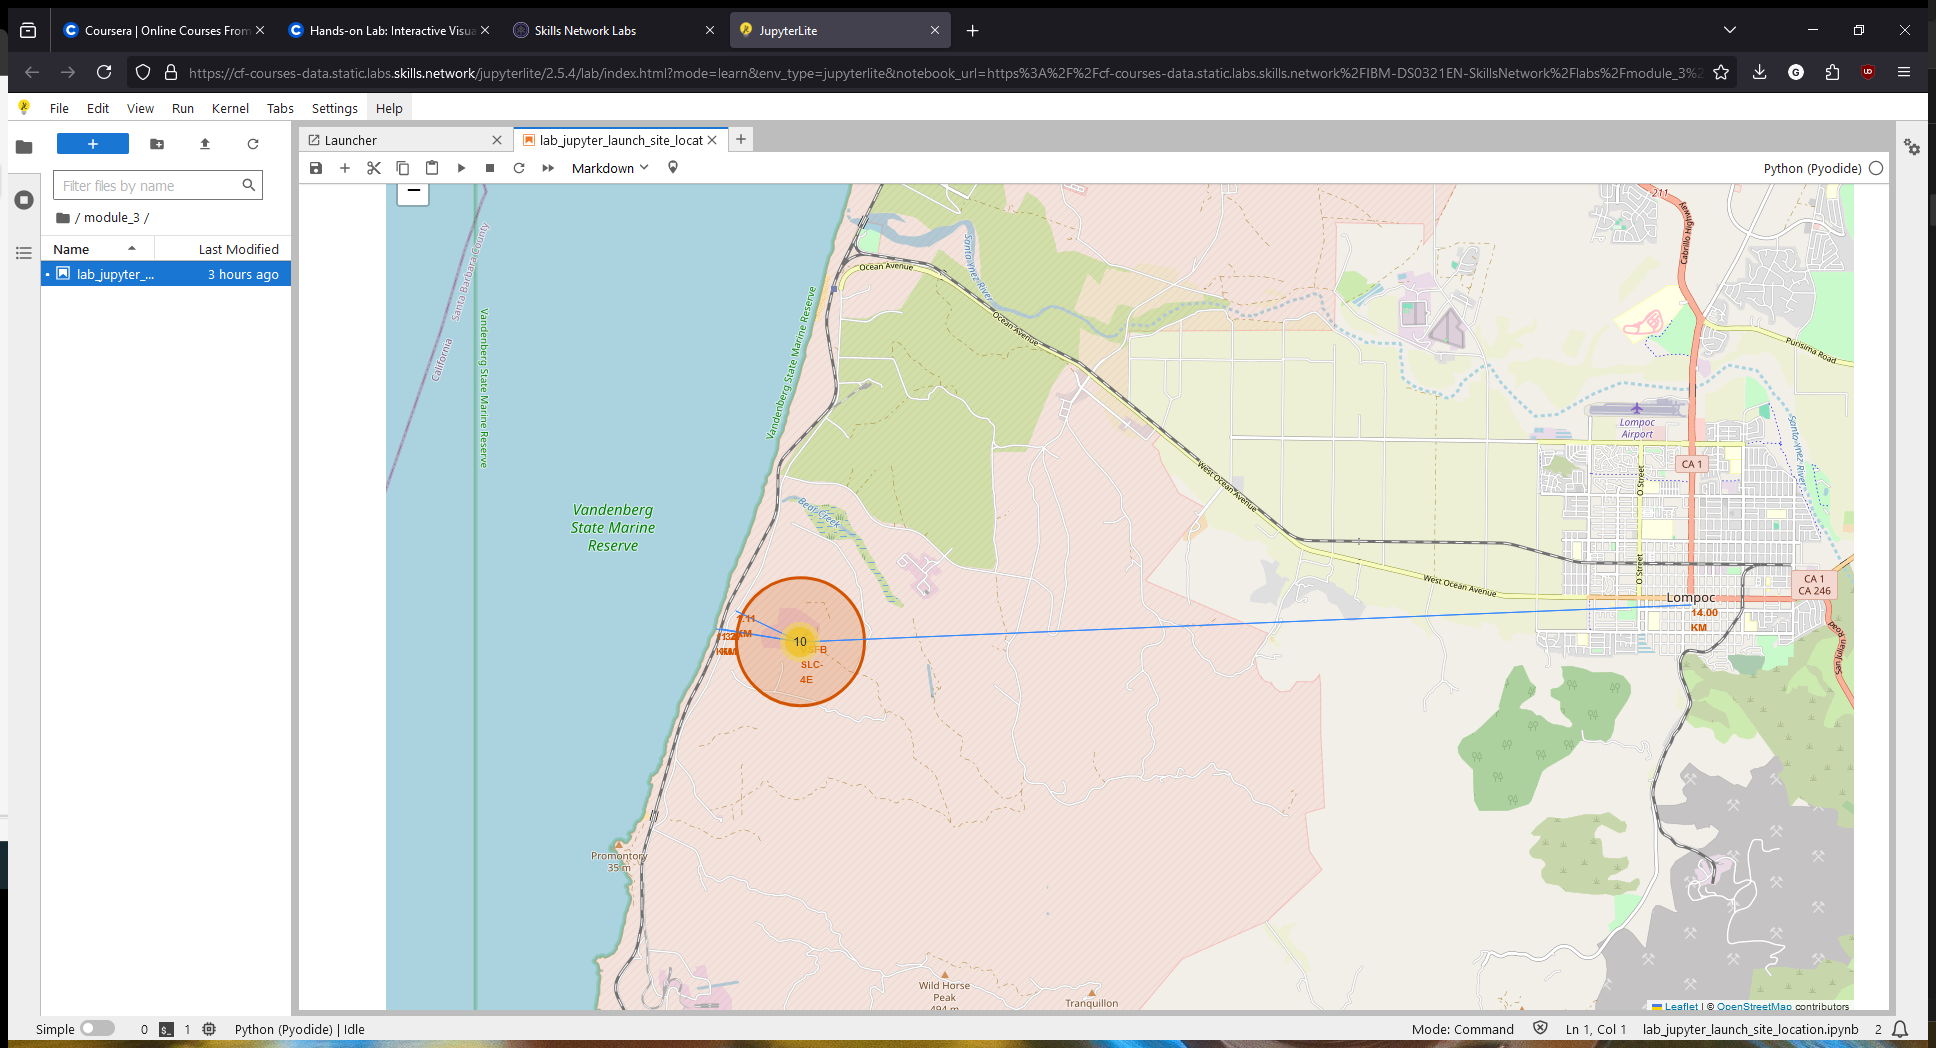 Coursera | Online Courses From
Hands-on Lab: Interactive Visua
Skills Network Labs
JupyterLite
https://cf-courses-data.static.labs.skills.network/jupyterlite/2.5.4/lab/index.html?mode=learn&env_type=jupyterlite&notebook_url=https%3A%2F%2Fcf-courses-data.static.labs.skills.network%2FIBM-DS0321EN-SkillsNetwork%2Flabs%2Fmodule_3%2
File Edit View Run Kernel Tabs Settings Help
Launcher
lab_jupyter_launch_site_locat
Filter files by name
Markdown
Python (Pyodide)
/ module_3 /
Name
Last Modified
lab_jupyter_...
3 hours ago
211
Cabrillo Highway
Santa Barbara County
California
Vandenberg State Marine Reserve
Vandenberg State Marine Reserve
Ocean Avenue
Santa Ynez River
Ocean Avenue
Purisima Road
Lompoc
Airport
Santa Ynez River
CA 1
O Street
West Ocean Avenue
Vandenberg
State Marine
Reserve
Bear Creek
O Street
West Ocean Avenue
CA 1
CA 246
Lompoc
14.00
KM
KM
10
SLC-
4E
Promontory
35 m
Wild Horse
Peak
494 m
Tranquillon
Leaflet | © OpenStreetMap contributors
Simple
0
1
Python (Pyodide) | Idle
Mode: Command
Ln 1, Col 1
lab_jupyter_launch_site_location.ipynb
2